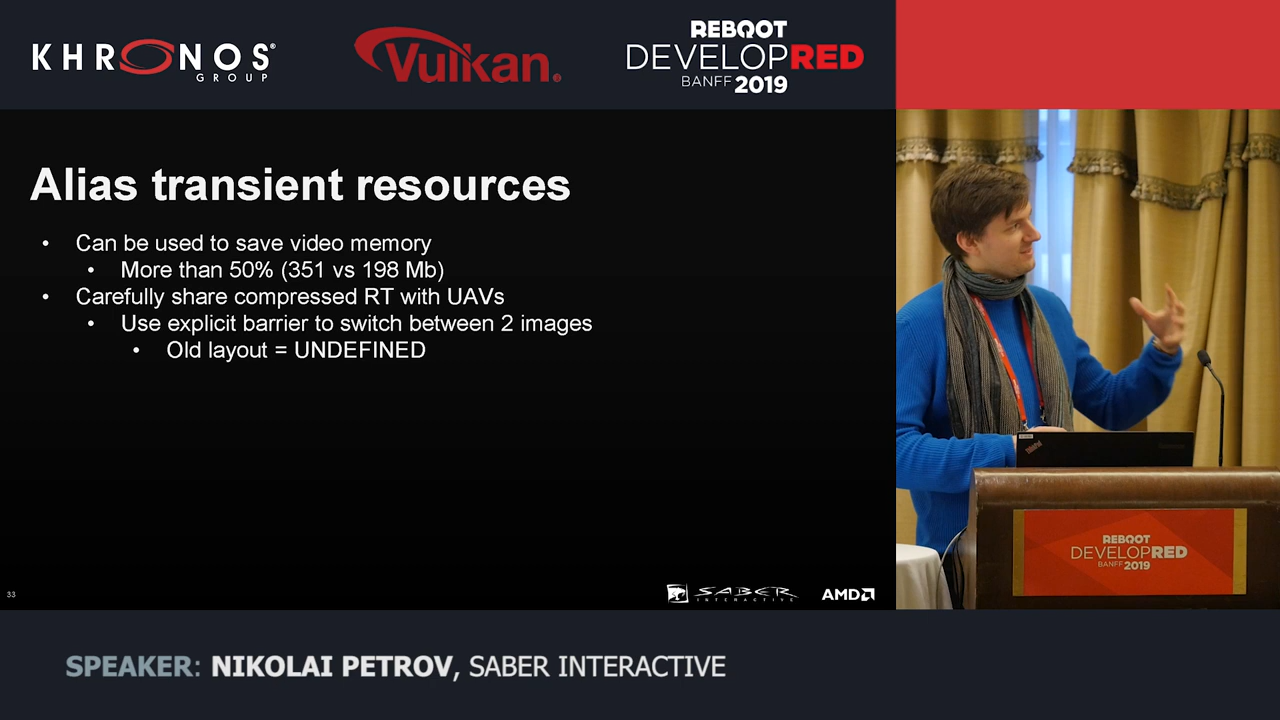 KHRONOS®
GROUP
Vulkan®
REBOOT
DEVELOPRED
BANFF 2019
Alias transient resources
• Can be used to save video memory
• More than 50% (351 vs 198 Mb)
• Carefully share compressed RT with UAVs
• Use explicit barrier to switch between 2 images
• Old layout = UNDEFINED
33
SABER
INTERACTIVE
AMD
ThinkPad
REBOOT
DEVELOPRED
BANFF 2019
SPEAKER: NIKOLAI PETROV, SABER INTERACTIVE